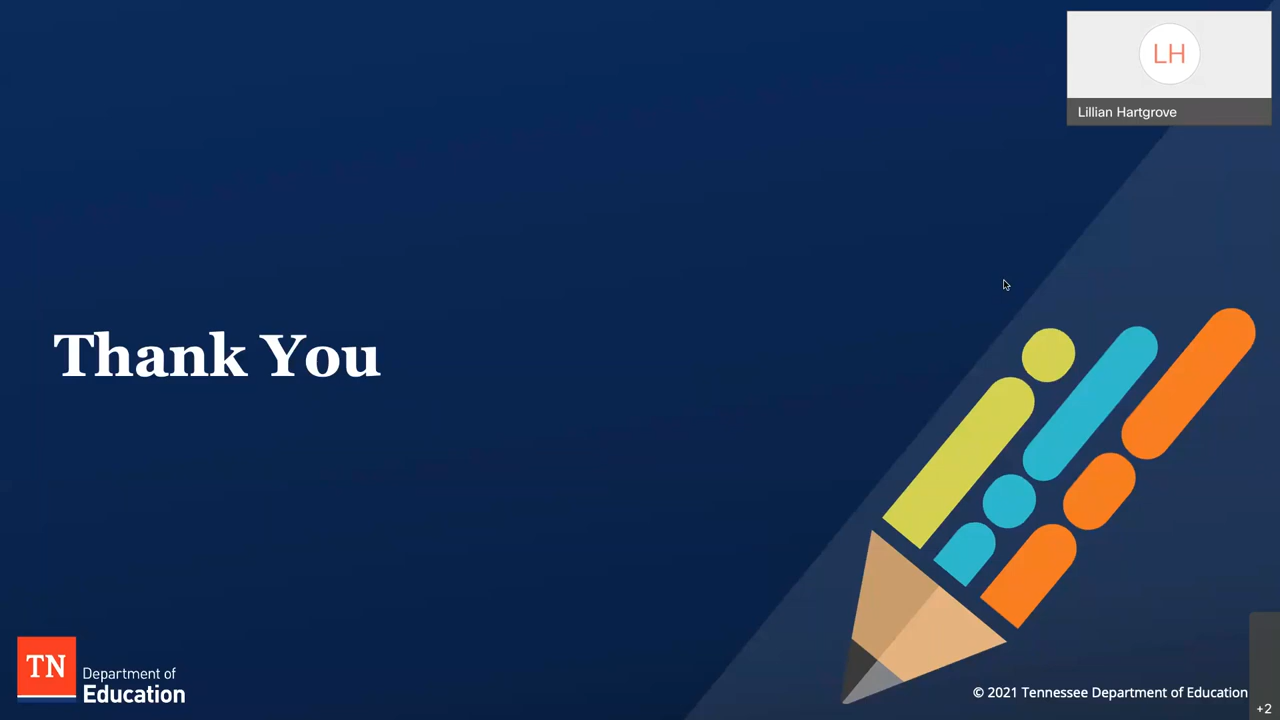 LH
Lillian Hartgrove
Thank You
TN
Department of
Education
© 2021 Tennessee Department of Education
+2